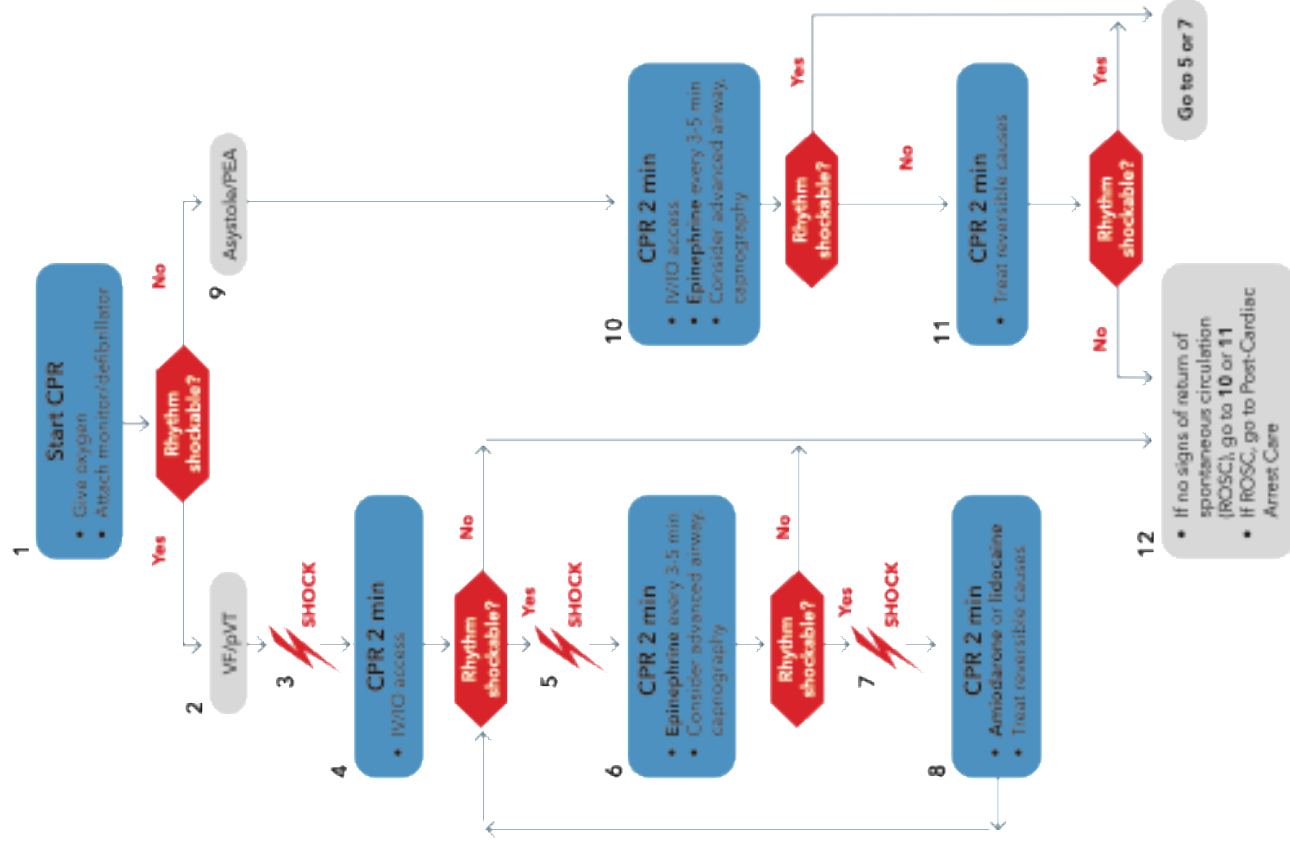 1
Start CPR
• Give oxygen
• Attach monitor/defibrillator
Rhythm
shockable?
Yes
No
2
VF/pVT
9
Asystole/PEA
3
SHOCK
4
CPR 2 min
• IV/IO access
Rhythm
shockable?
No
Yes
5
SHOCK
6
CPR 2 min
• Epinephrine every 3-5 min
• Consider advanced airway,
capnography
Rhythm
shockable?
No
Yes
7
SHOCK
8
CPR 2 min
• Amiodarone or lidocaine
• Treat reversible causes
10
CPR 2 min
• IV/IO access
• Epinephrine every 3-5 min
• Consider advanced airway,
capnography
Rhythm
shockable?
Yes
No
11
CPR 2 min
• Treat reversible causes
Rhythm
shockable?
No
Yes
12
• If no signs of return of
spontaneous circulation
(ROSC), go to 10 or 11
• If ROSC, go to Post-Cardiac
Arrest Care
Go to 5 or 7